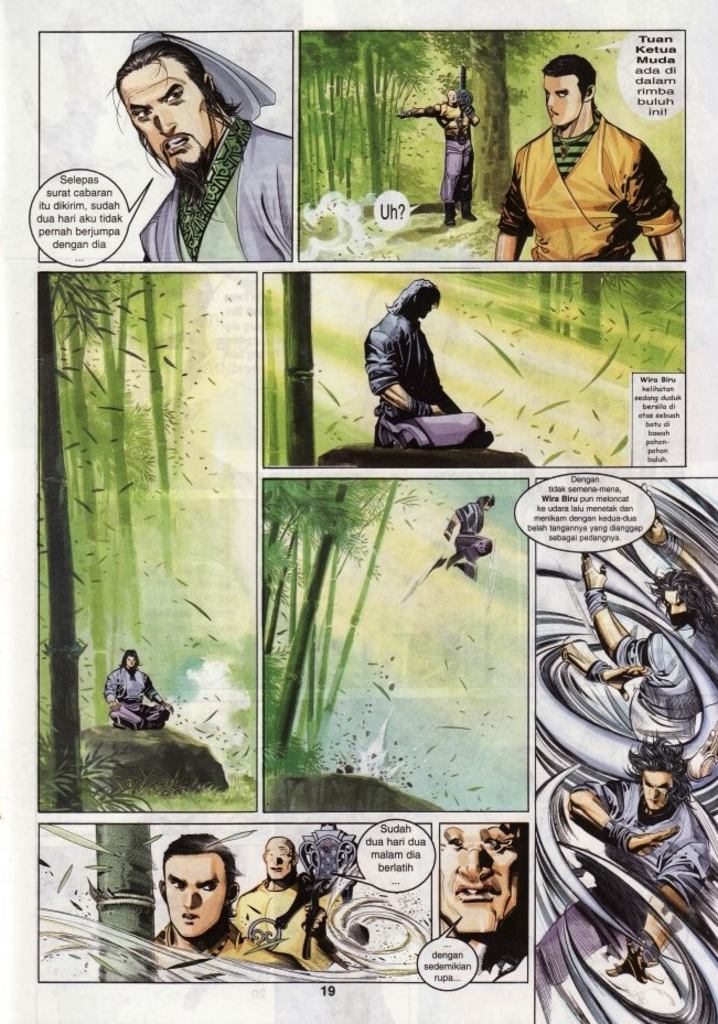 Selepas
surat cabaran
itu dikirim, sudah
dua hari aku tidak
pernah berjumpa
dengan dia
...
Tuan
Ketua
Muda
ada di
dalam
rimba
buluh
ini!
Uh?
Wira Biru
kelihatan
sedang duduk
bersila di
atas sebuah
batu di
bawah
pohon-
pohon
buluh.
Dengan
tidak semena-mena,
Wira Biru pun meloncat
ke udara lalu menetak dan
menikam dengan kedua-dua
belah tangannya yang dianggap
sebagai pedangnya.
Sudah
dua hari dua
malam dia
berlatih
...
...
dengan
sedemikian
rupa...
19